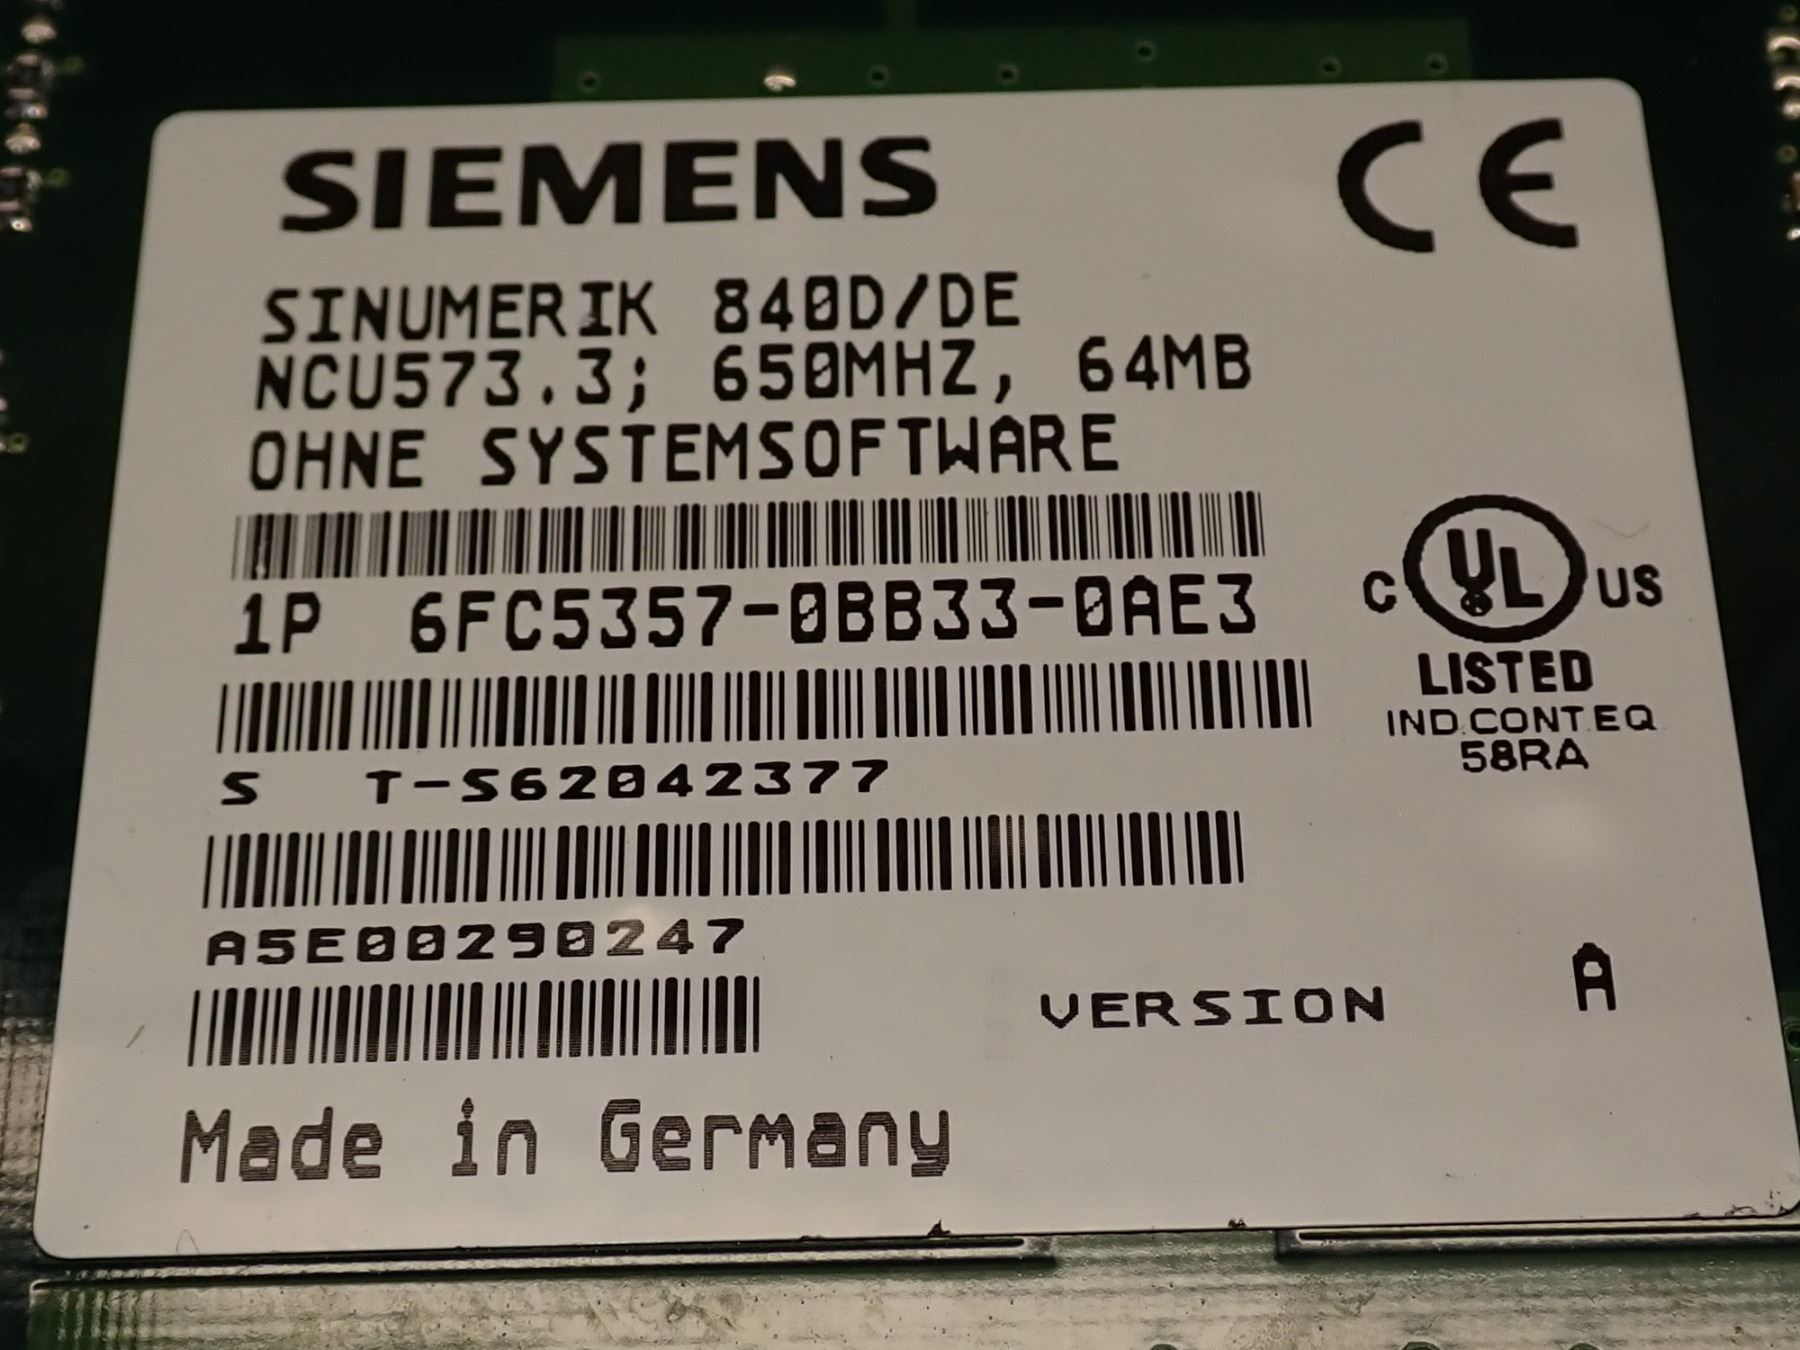 SIEMENS
CE
SINUMERIK 840D/DE
NCU573.3; 650MHZ, 64MB
OHNE SYSTEMSOFTWARE
1P 6FC5357-0BB33-0AE3
C UL US
LISTED
IND.CONT.EQ
58RA
S T-S62042377
A5E00290247
VERSION A
Made in Germany